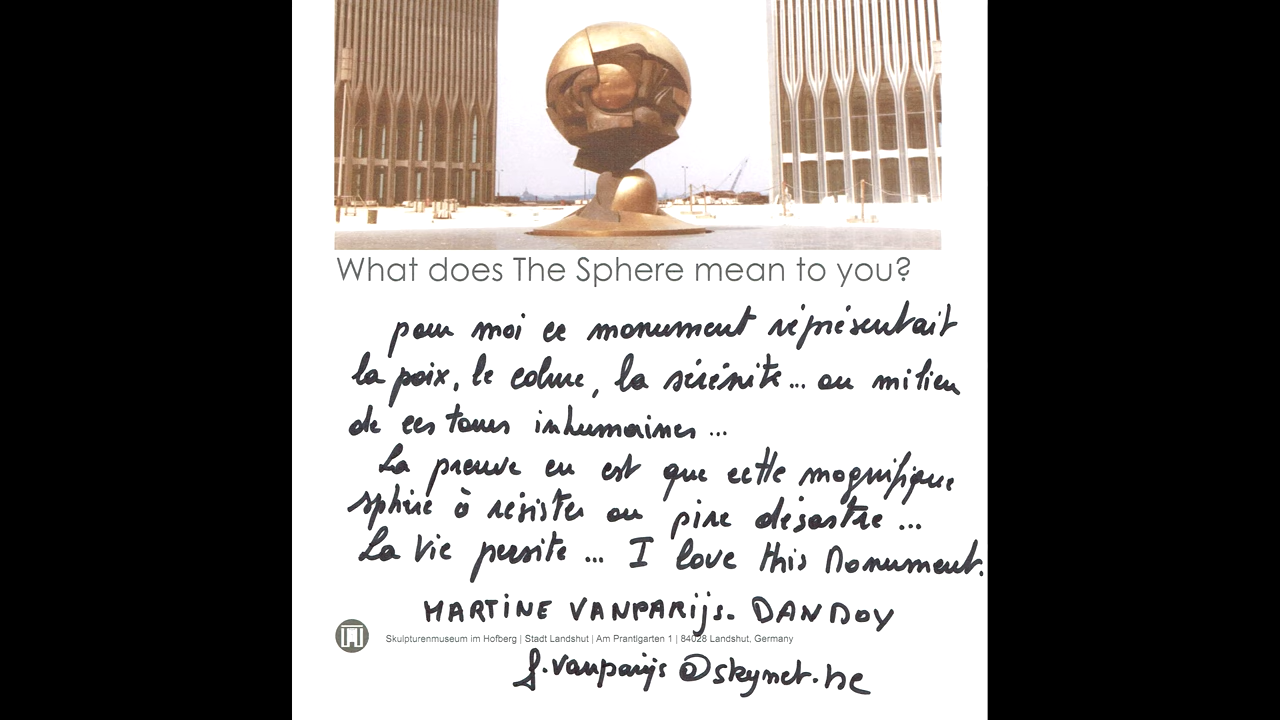 What does The Sphere mean to you?
pour moi ce monument réprésentait
la paix, le calme, la sérénité... au milieu
de ces tours inhumaines ...
La preuve en est que cette magnifique
sphère à résister au pire désastre ...
La Vie persite ... I love this Monument.
MARTINE VANPARIJS. DANDOY
Skulpturenmuseum im Hofberg | Stadt Landshut | Am Prantlgarten 1 | 84028 Landshut, Germany
f.vanparijs@skynet.be